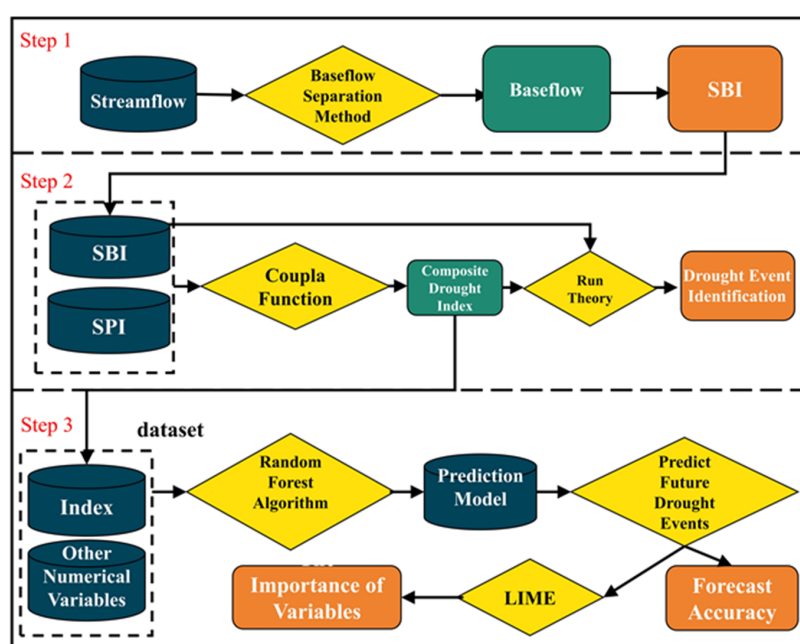 Step 1
Streamflow
Baseflow
Separation
Method
Baseflow
SBI
Step 2
SBI
SPI
Coupla
Function
Composite
Drought
Index
Run
Theory
Drought Event
Identification
Step 3
dataset
Index
Other
Numerical
Variables
Random
Forest
Algorithm
Prediction
Model
Predict
Future
Drought
Events
Importance of
Variables
LIME
Forecast
Accuracy